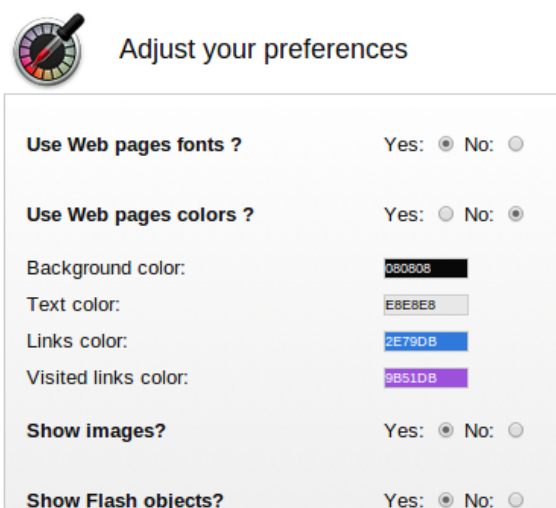 Adjust your preferences
Use Web pages fonts ? Yes: No:
Use Web pages colors ? Yes: No:
Background color: 080808
Text color: E8E8E8
Links color: 2E79DB
Visited links color: 9B51DB
Show images? Yes: No:
Show Flash objects? Yes: No: